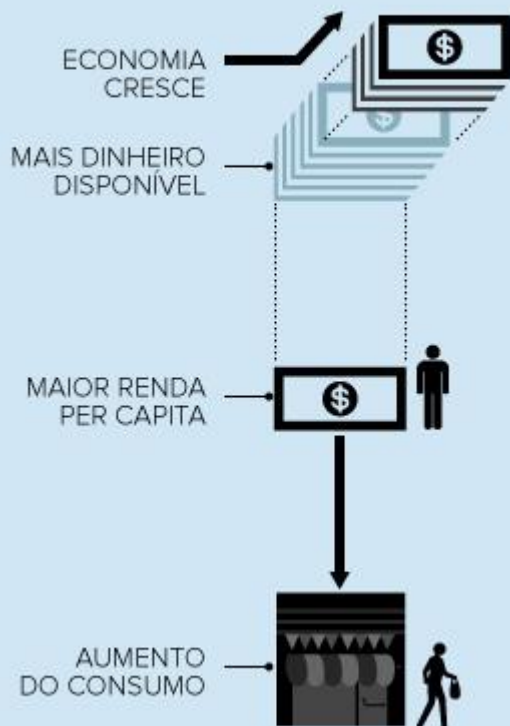 ECONOMIA
CRESCE
$
$
MAIS DINHEIRO
DISPONÍVEL
MAIOR RENDA
PER CAPITA
$
AUMENTO
DO CONSUMO